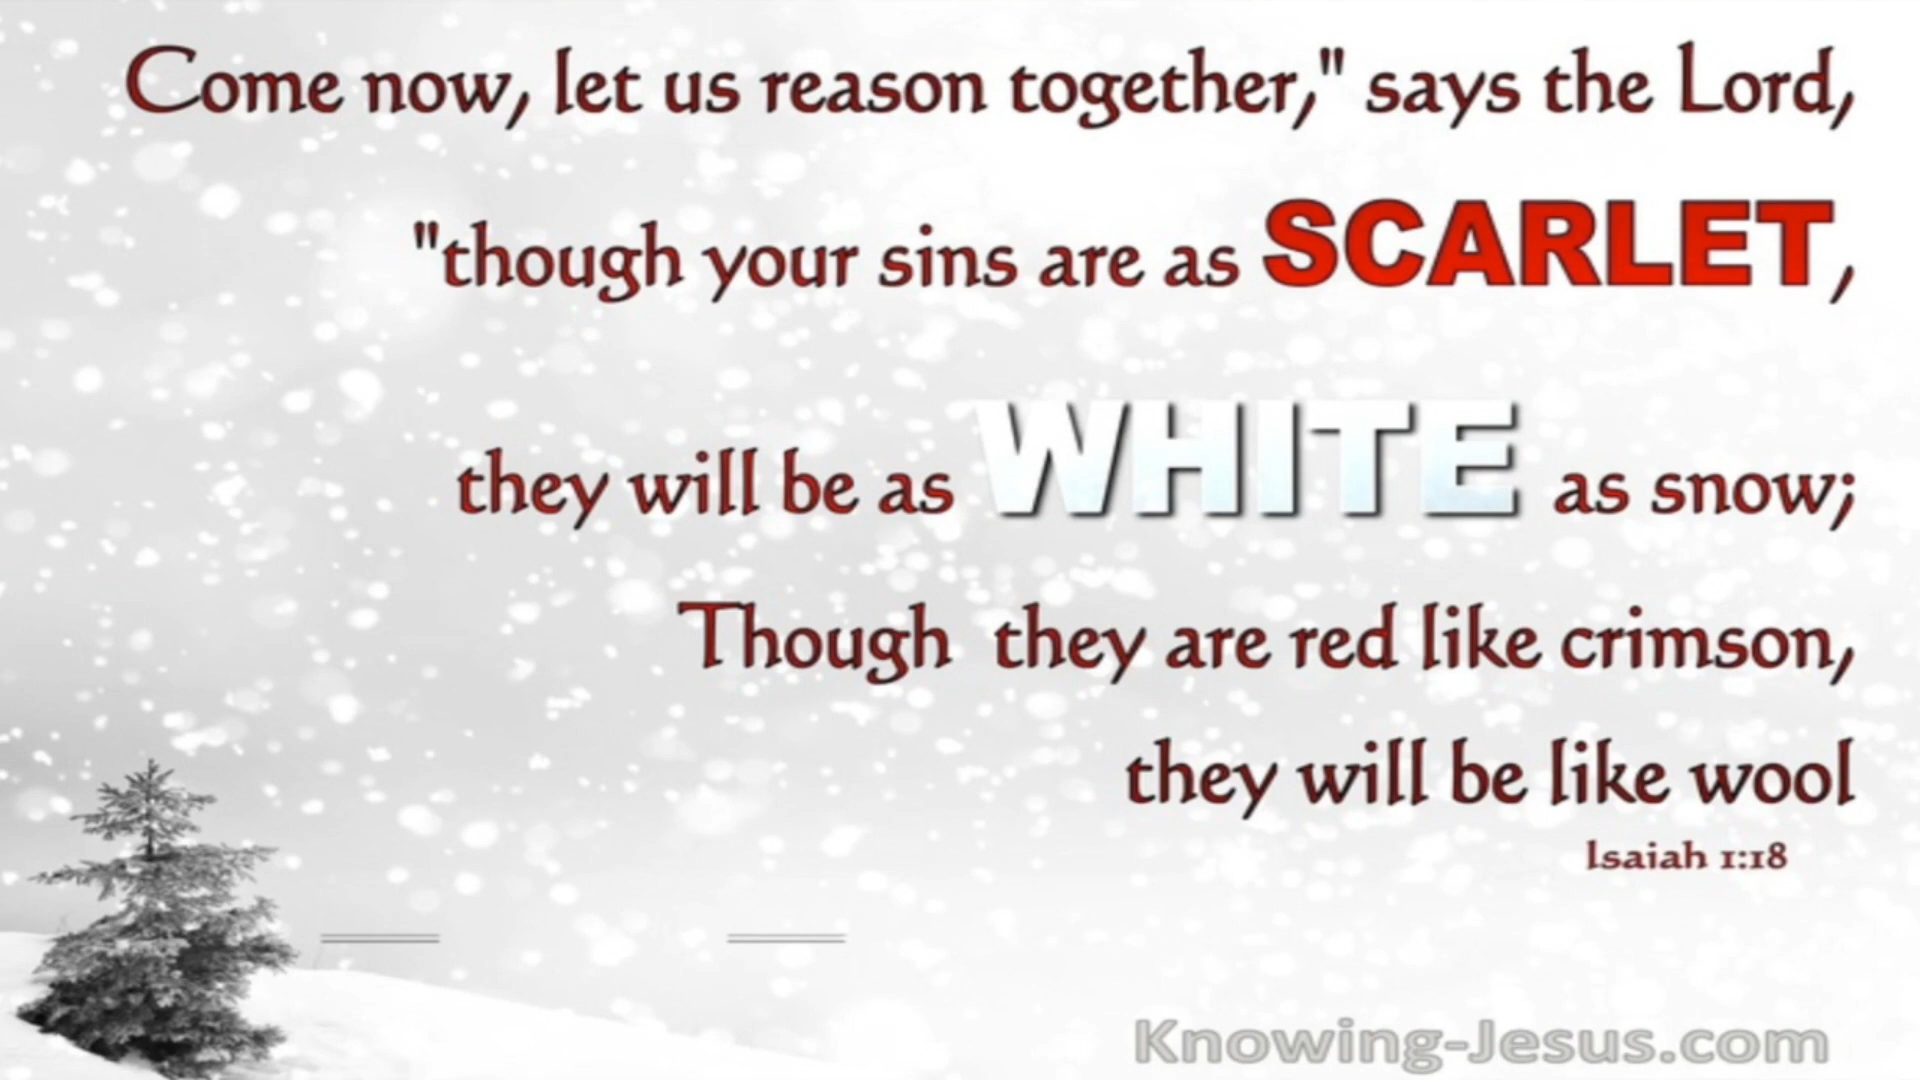 Come now, let us reason together," says the Lord,
"though your sins are as SCARLET,
they will be as WHITE as snow;
Though they are red like crimson,
they will be like wool
Isaiah 1:18
Knowing-Jesus.com